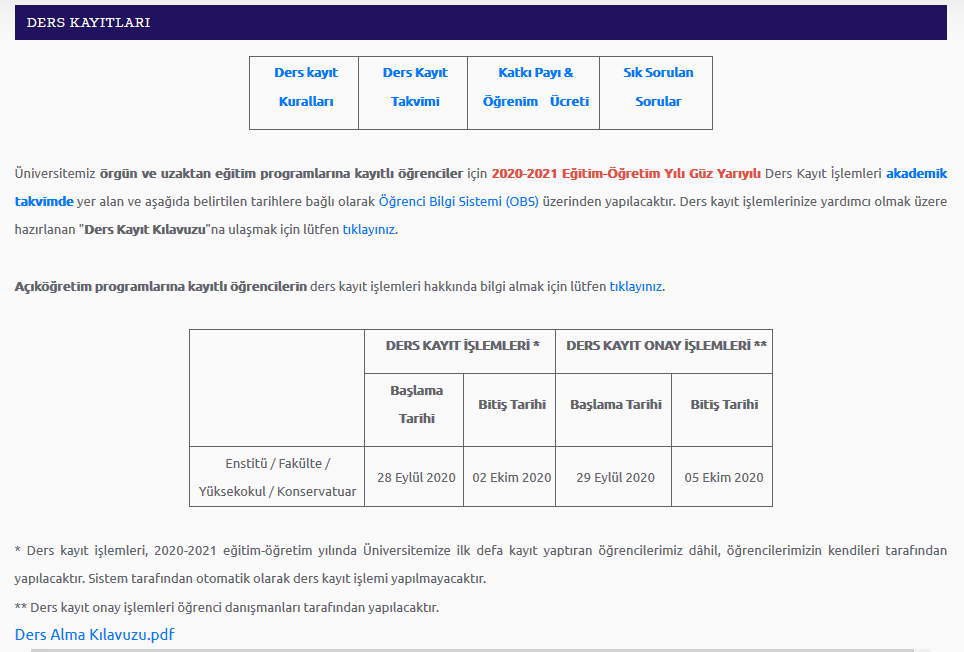 DERS KAYITLARI
Ders kayıt Kuralları
Ders Kayıt Takvimi
Katkı Payı & Öğrenim Ücreti
Sık Sorulan Sorular
Üniversitemiz örgün ve uzaktan eğitim programlarına kayıtlı öğrenciler için 2020-2021 Eğitim-Öğretim Yılı Güz Yarıyılı Ders Kayıt İşlemleri akademik
takvimde yer alan ve aşağıda belirtilen tarihlere bağlı olarak Öğrenci Bilgi Sistemi (OBS) üzerinden yapılacaktır. Ders kayıt işlemlerinize yardımcı olmak üzere
hazırlanan "Ders Kayıt Kılavuzu"na ulaşmak için lütfen tıklayınız.
Açıköğretim programlarına kayıtlı öğrencilerin ders kayıt işlemleri hakkında bilgi almak için lütfen tıklayınız.
DERS KAYIT İŞLEMLERİ * DERS KAYIT ONAY İŞLEMLERİ **
Başlama Tarihi
Bitiş Tarihi
Başlama Tarihi
Bitiş Tarihi
Enstitü / Fakülte /
Yüksekokul / Konservatuar
28 Eylül 2020 02 Ekim 2020 29 Eylül 2020 05 Ekim 2020
* Ders kayıt işlemleri, 2020-2021 eğitim-öğretim yılında Üniversitemize ilk defa kayıt yaptıran öğrencilerimiz dâhil, öğrencilerimizin kendileri tarafından
yapılacaktır. Sistem tarafından otomatik olarak ders kayıt işlemi yapılmayacaktır.
** Ders kayıt onay işlemleri öğrenci danışmanları tarafından yapılacaktır.
Ders Alma Kılavuzu.pdf